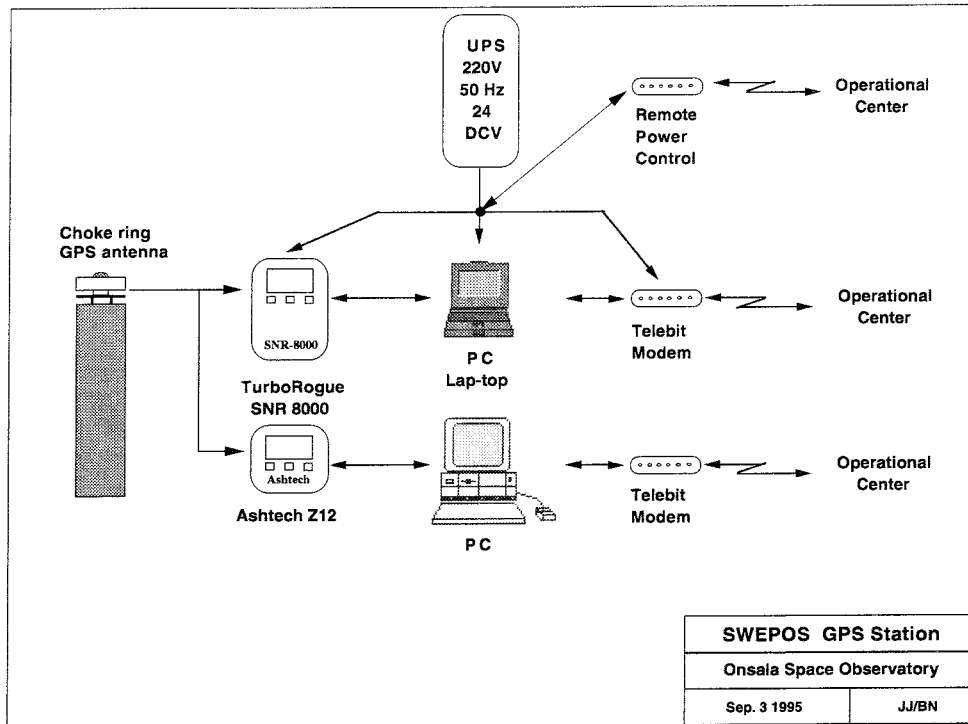 UPS
220V
50 Hz
24
DCV
Remote
Power
Control
Operational
Center
Choke ring
GPS antenna
SNR-8000
TurboRogue
SNR 8000
PC
Lap-top
Telebit
Modem
Operational
Center
Ashtech
Ashtech Z12
PC
Telebit
Modem
Operational
Center
SWEPOS GPS Station
Onsala Space Observatory
Sep. 3 1995
JJ/BN